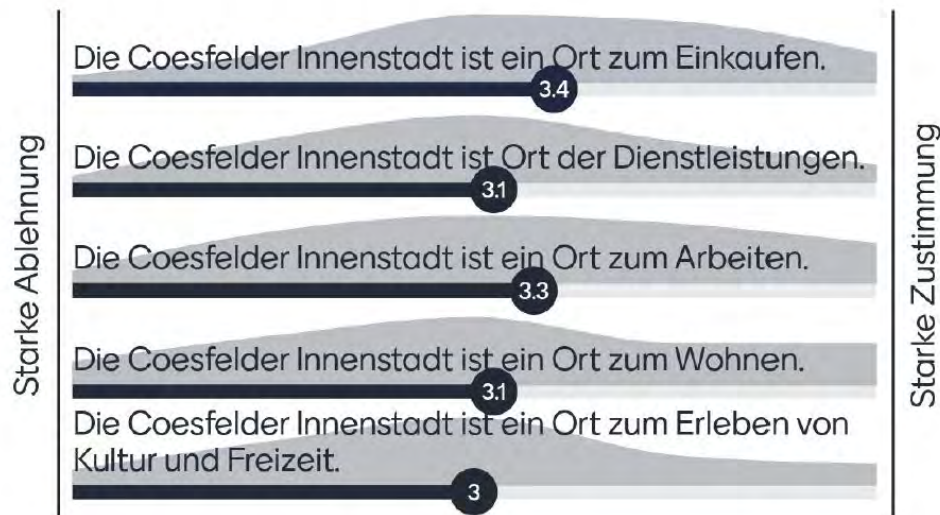 Starke Ablehnung
Die Coesfelder Innenstadt ist ein Ort zum Einkaufen.
3.4
Die Coesfelder Innenstadt ist Ort der Dienstleistungen.
3.1
Die Coesfelder Innenstadt ist ein Ort zum Arbeiten.
3.3
Die Coesfelder Innenstadt ist ein Ort zum Wohnen.
3.1
Die Coesfelder Innenstadt ist ein Ort zum Erleben von
Kultur und Freizeit.
3
Starke Zustimmung